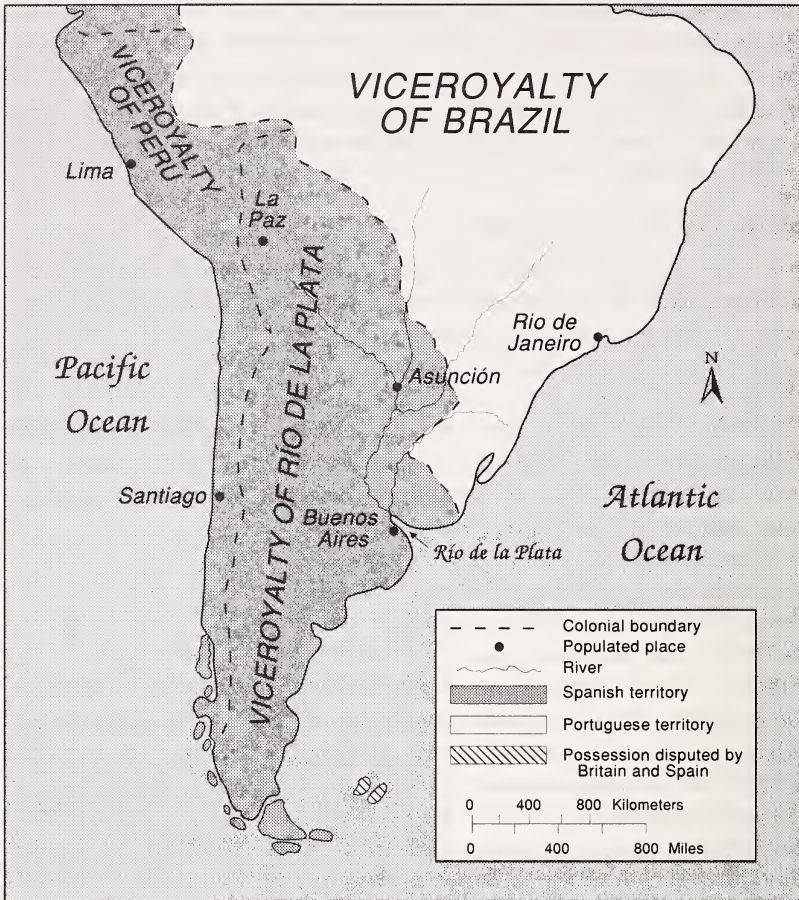 VICEROYALTY
OF PERU
VICEROYALTY
OF BRAZIL
Lima
La
Paz
VICEROYALTY OF RÍO DE LA PLATA
Rio de
Janeiro
Pacific
Ocean
Asunción
N
Santiago
Buenos
Aires
Río de la Plata
Atlantic
Ocean
Colonial boundary
Populated place
River
Spanish territory
Portuguese territory
Possession disputed by
Britain and Spain
0 400 800 Kilometers
0 400 800 Miles